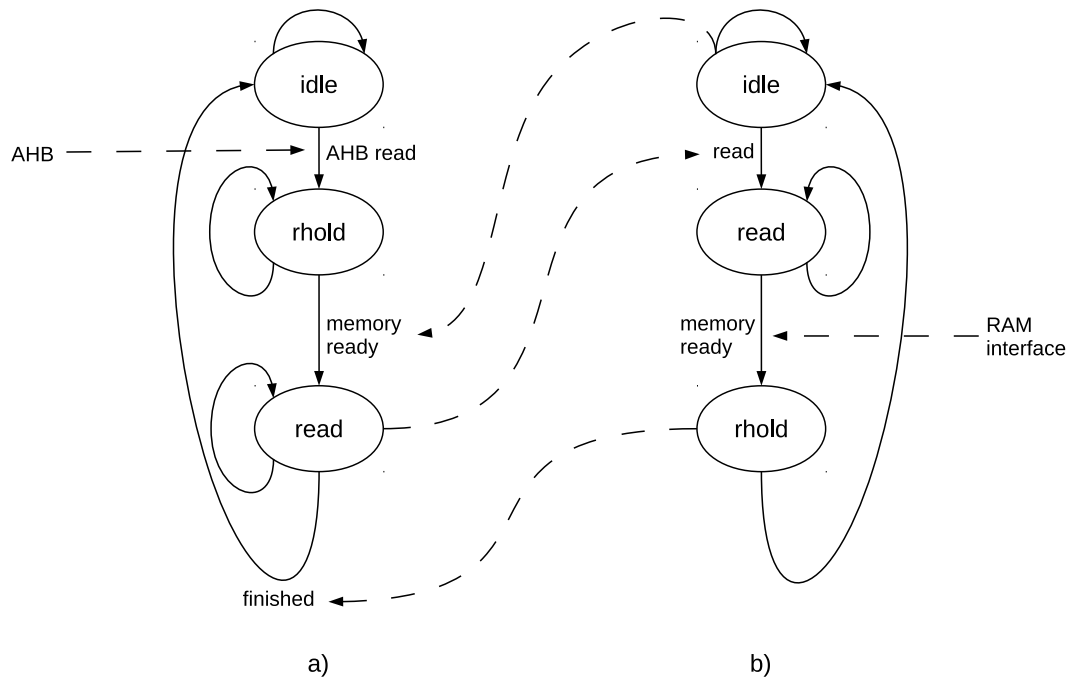 idle
idle
AHB
AHB read
read
rhold
read
memory
ready
memory
ready
RAM
interface
read
rhold
finished
a)
b)